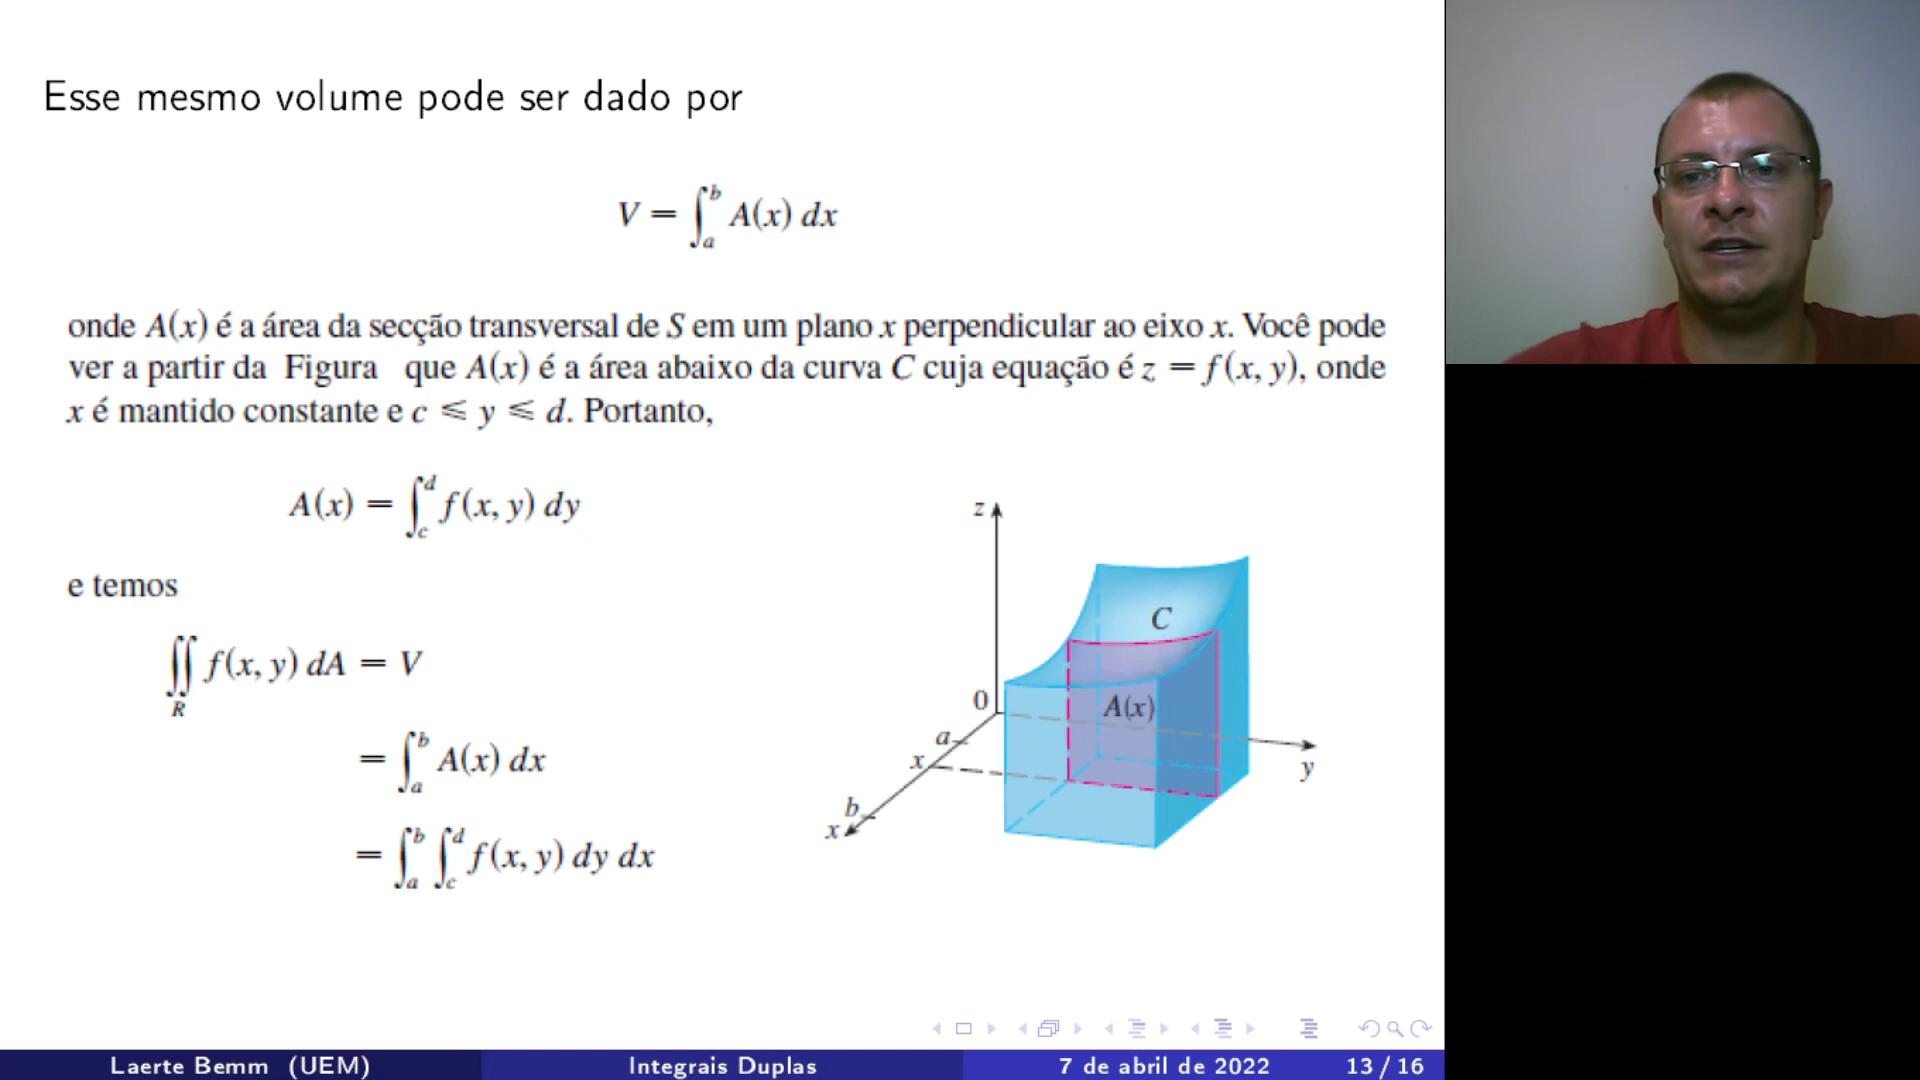 Esse mesmo volume pode ser dado por
V = ∫_a^b A(x) dx
onde A(x) é a área da secção transversal de S em um plano x perpendicular ao eixo x. Você pode
ver a partir da Figura que A(x) é a área abaixo da curva C cuja equação é z = f(x, y), onde
x é mantido constante e c ⩽ y ⩽ d. Portanto,
A(x) = ∫_c^d f(x, y) dy
e temos
∬_R f(x, y) dA = V
= ∫_a^b A(x) dx
= ∫_a^b ∫_c^d f(x, y) dy dx
z
C
0
A(x)
a
x
y
b
x
Laerte Bemm (UEM)
Integrais Duplas
7 de abril de 2022
13 / 16